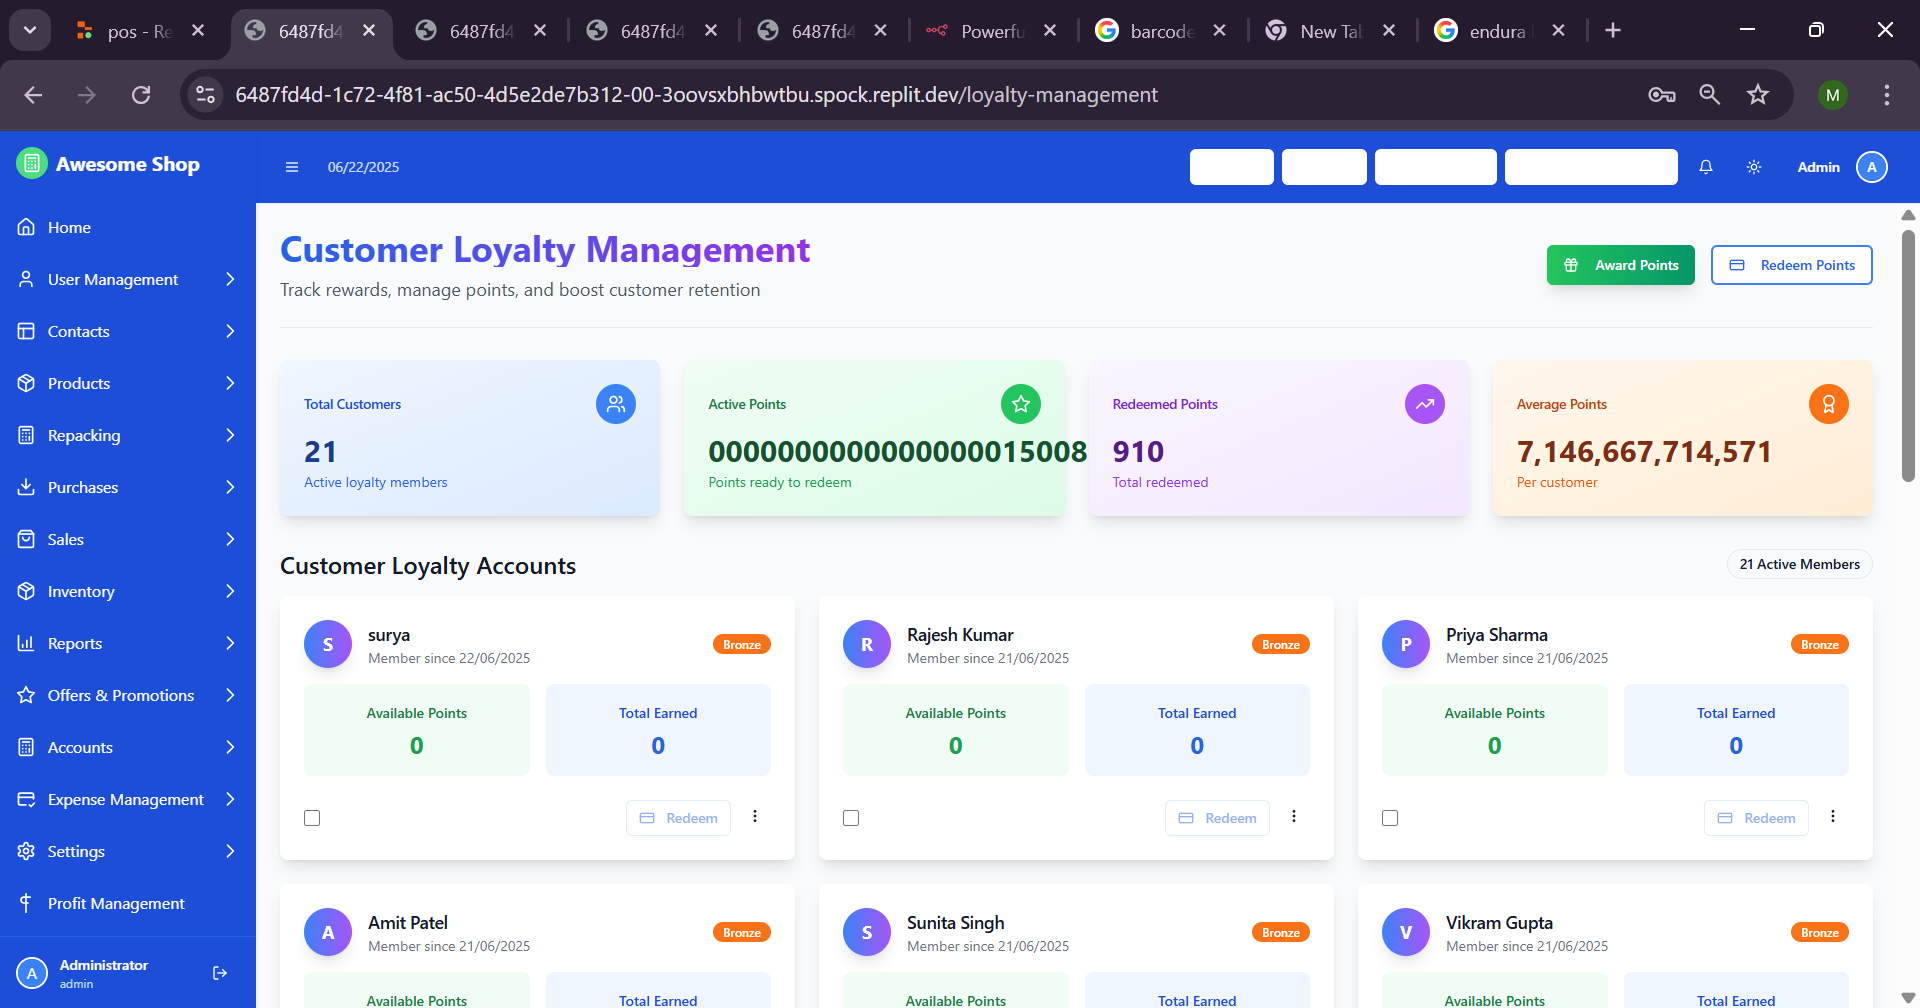 pos - Re
6487fd4
6487fd4
6487fd4
6487fd4
Powerfu
barcode
New Tab
endura
6487fd4d-1c72-4f81-ac50-4d5e2de7b312-00-3oovsxbhbwtbu.spock.replit.dev/loyalty-management
M
Awesome Shop
06/22/2025
Admin
A
Home
User Management
Contacts
Products
Repacking
Purchases
Sales
Inventory
Reports
Offers & Promotions
Accounts
Expense Management
Settings
Profit Management
A
Administrator
admin
Customer Loyalty Management
Track rewards, manage points, and boost customer retention
Award Points
Redeem Points
Total Customers
21
Active loyalty members
Active Points
0000000000000000015008
Points ready to redeem
Redeemed Points
910
Total redeemed
Average Points
7,146,667,714,571
Per customer
Customer Loyalty Accounts
21 Active Members
S
surya
Member since 22/06/2025
Bronze
Available Points
0
Total Earned
0
Redeem
R
Rajesh Kumar
Member since 21/06/2025
Bronze
Available Points
0
Total Earned
0
Redeem
P
Priya Sharma
Member since 21/06/2025
Bronze
Available Points
0
Total Earned
0
Redeem
A
Amit Patel
Member since 21/06/2025
Bronze
Available Points
Total Earned
S
Sunita Singh
Member since 21/06/2025
Bronze
Available Points
Total Earned
V
Vikram Gupta
Member since 21/06/2025
Bronze
Available Points
Total Earned